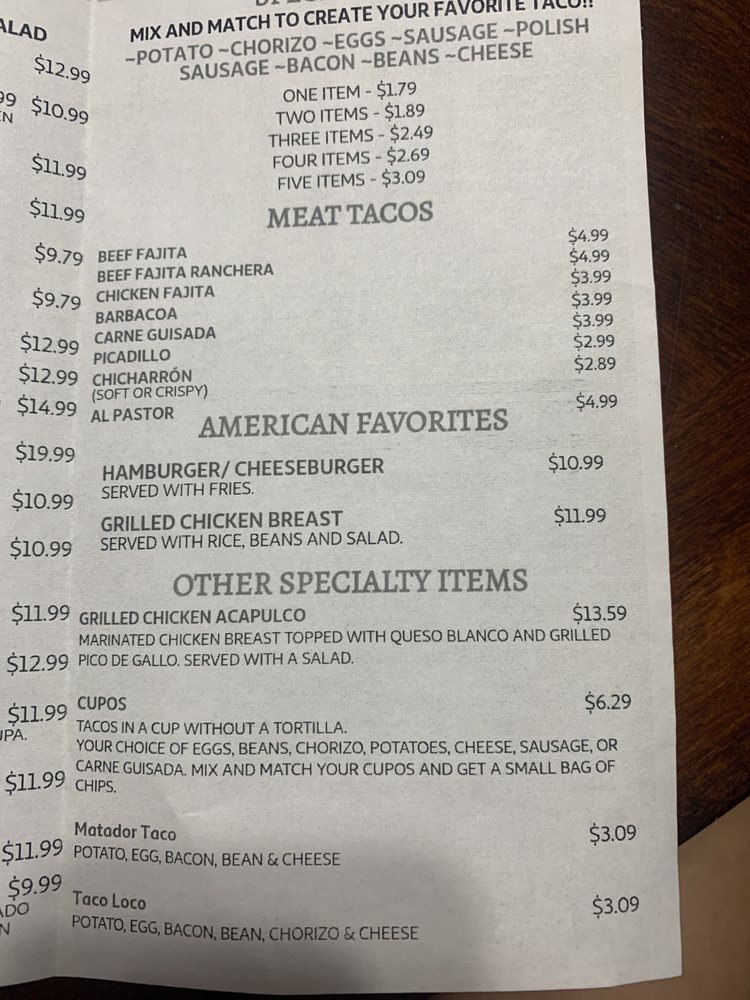 ALAD
$12.99
99 $10.99
EN
$11.99
$11.99
$9.79
$9.79
$12.99
$12.99
$14.99
$19.99
$10.99
$10.99
$11.99
$12.99
$11.99
UPA.
$11.99
$11.99
$9.99
ADO
N
MIX AND MATCH TO CREATE YOUR FAVORITE TACO!!
~POTATO ~CHORIZO ~EGGS ~SAUSAGE ~POLISH
SAUSAGE ~BACON ~BEANS ~CHEESE
ONE ITEM - $1.79
TWO ITEMS - $1.89
THREE ITEMS - $2.49
FOUR ITEMS - $2.69
FIVE ITEMS - $3.09
MEAT TACOS
BEEF FAJITA $4.99
BEEF FAJITA RANCHERA $4.99
CHICKEN FAJITA $3.99
BARBACOA $3.99
CARNE GUISADA $3.99
PICADILLO $2.99
CHICHARRÓN $2.89
(SOFT OR CRISPY)
AL PASTOR $4.99
AMERICAN FAVORITES
HAMBURGER/ CHEESEBURGER $10.99
SERVED WITH FRIES.
GRILLED CHICKEN BREAST $11.99
SERVED WITH RICE, BEANS AND SALAD.
OTHER SPECIALTY ITEMS
GRILLED CHICKEN ACAPULCO $13.59
MARINATED CHICKEN BREAST TOPPED WITH QUESO BLANCO AND GRILLED
PICO DE GALLO. SERVED WITH A SALAD.
CUPOS $6.29
TACOS IN A CUP WITHOUT A TORTILLA.
YOUR CHOICE OF EGGS, BEANS, CHORIZO, POTATOES, CHEESE, SAUSAGE, OR
CARNE GUISADA. MIX AND MATCH YOUR CUPOS AND GET A SMALL BAG OF
CHIPS.
Matador Taco $3.09
POTATO, EGG, BACON, BEAN & CHEESE
Taco Loco $3.09
POTATO, EGG, BACON, BEAN, CHORIZO & CHEESE